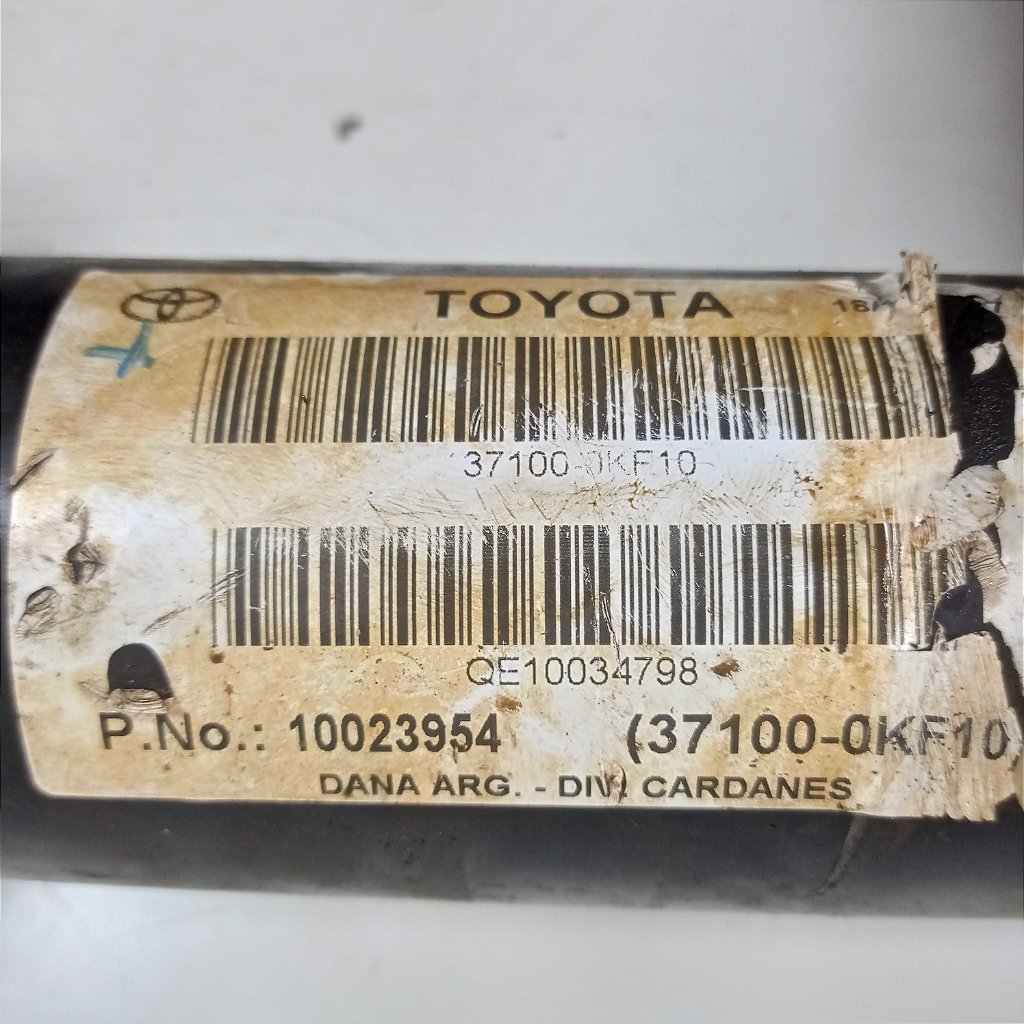 TOYOTA
37100-0KF10
QE10034798
P.No.: 10023954 (37100-0KF10)
DANA ARG. - DIV. CARDANES